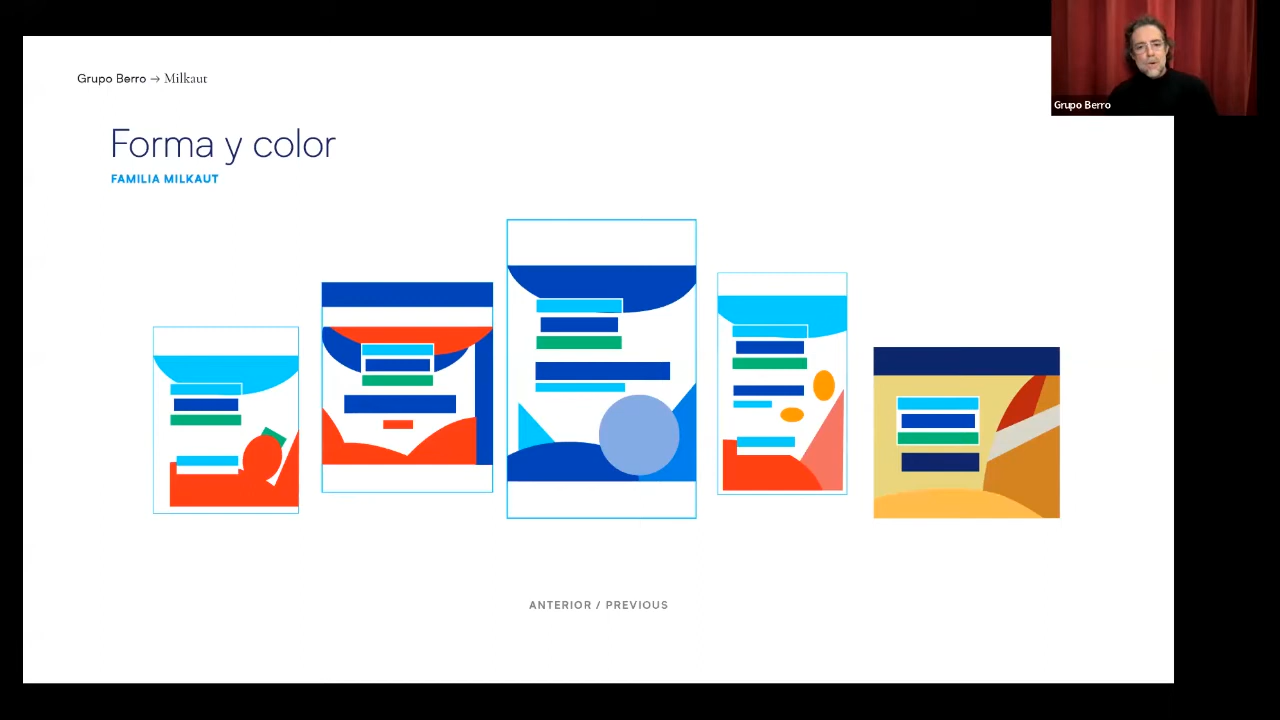 Grupo Berro → Milkaut
Forma y color
FAMILIA MILKAUT
ANTERIOR / PREVIOUS
Grupo Berro